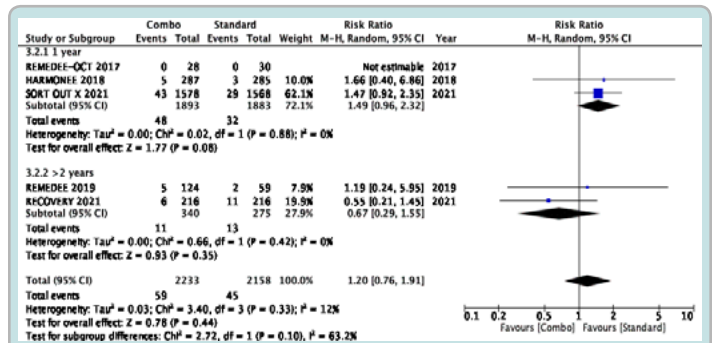 Combo Standard Risk Ratio Risk Ratio
Study or Subgroup Events Total Events Total Weight M-H, Random, 95% CI Year M-H, Random, 95% CI
3.2.1 1 year
REMEDEE-OCT 2017 0 28 0 30 Not estimable 2017
HARMONEE 2018 5 287 3 285 10.0% 1.66 [0.40, 6.86] 2018
SORT OUT X 2021 43 1578 29 1568 62.1% 1.47 [0.92, 2.35] 2021
Subtotal (95% CI) 1893 1883 72.1% 1.49 [0.96, 2.32]
Total events 48 32
Heterogeneity: Tau² = 0.00; Chi² = 0.02, df = 1 (P = 0.88); I² = 0%
Test for overall effect: Z = 1.77 (P = 0.08)
3.2.2 >2 years
REMEDEE 2019 5 124 2 59 7.9% 1.19 [0.24, 5.95] 2019
RECOVERY 2021 6 216 11 216 19.9% 0.55 [0.21, 1.45] 2021
Subtotal (95% CI) 340 275 27.9% 0.67 [0.29, 1.55]
Total events 11 13
Heterogeneity: Tau² = 0.00; Chi² = 0.66, df = 1 (P = 0.42); I² = 0%
Test for overall effect: Z = 0.93 (P = 0.35)
Total (95% CI) 2233 2158 100.0% 1.20 [0.76, 1.91]
Total events 59 45
Heterogeneity: Tau² = 0.03; Chi² = 3.40, df = 3 (P = 0.33); I² = 12%
Test for overall effect: Z = 0.78 (P = 0.44)
Test for subgroup differences: Chi² = 2.72, df = 1 (P = 0.10), I² = 63.2%
0.1 0.2 0.5 1 2 5 10
Favours [Combo] Favours [Standard]